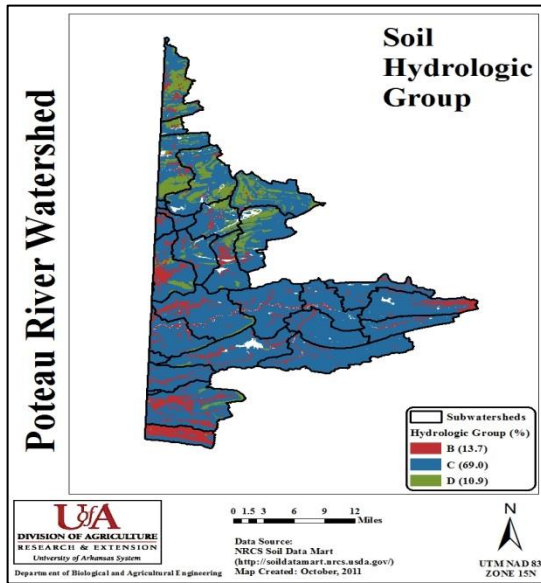 Poteau River Watershed
Soil
Hydrologic
Group
Subwatersheds
Hydrologic Group (%)
B (13.7)
C (69.0)
D (10.9)
UofA
DIVISION OF AGRICULTURE
RESEARCH & EXTENSION
University of Arkansas System
Department of Biological and Agricultural Engineering
0 1.5 3 6 9 12
Miles
Data Source:
NRCS Soil Data Mart
(http://soildatamart.nrcs.usda.gov/)
Map Created: October, 2011
N
UTM NAD 83
ZONE 15N